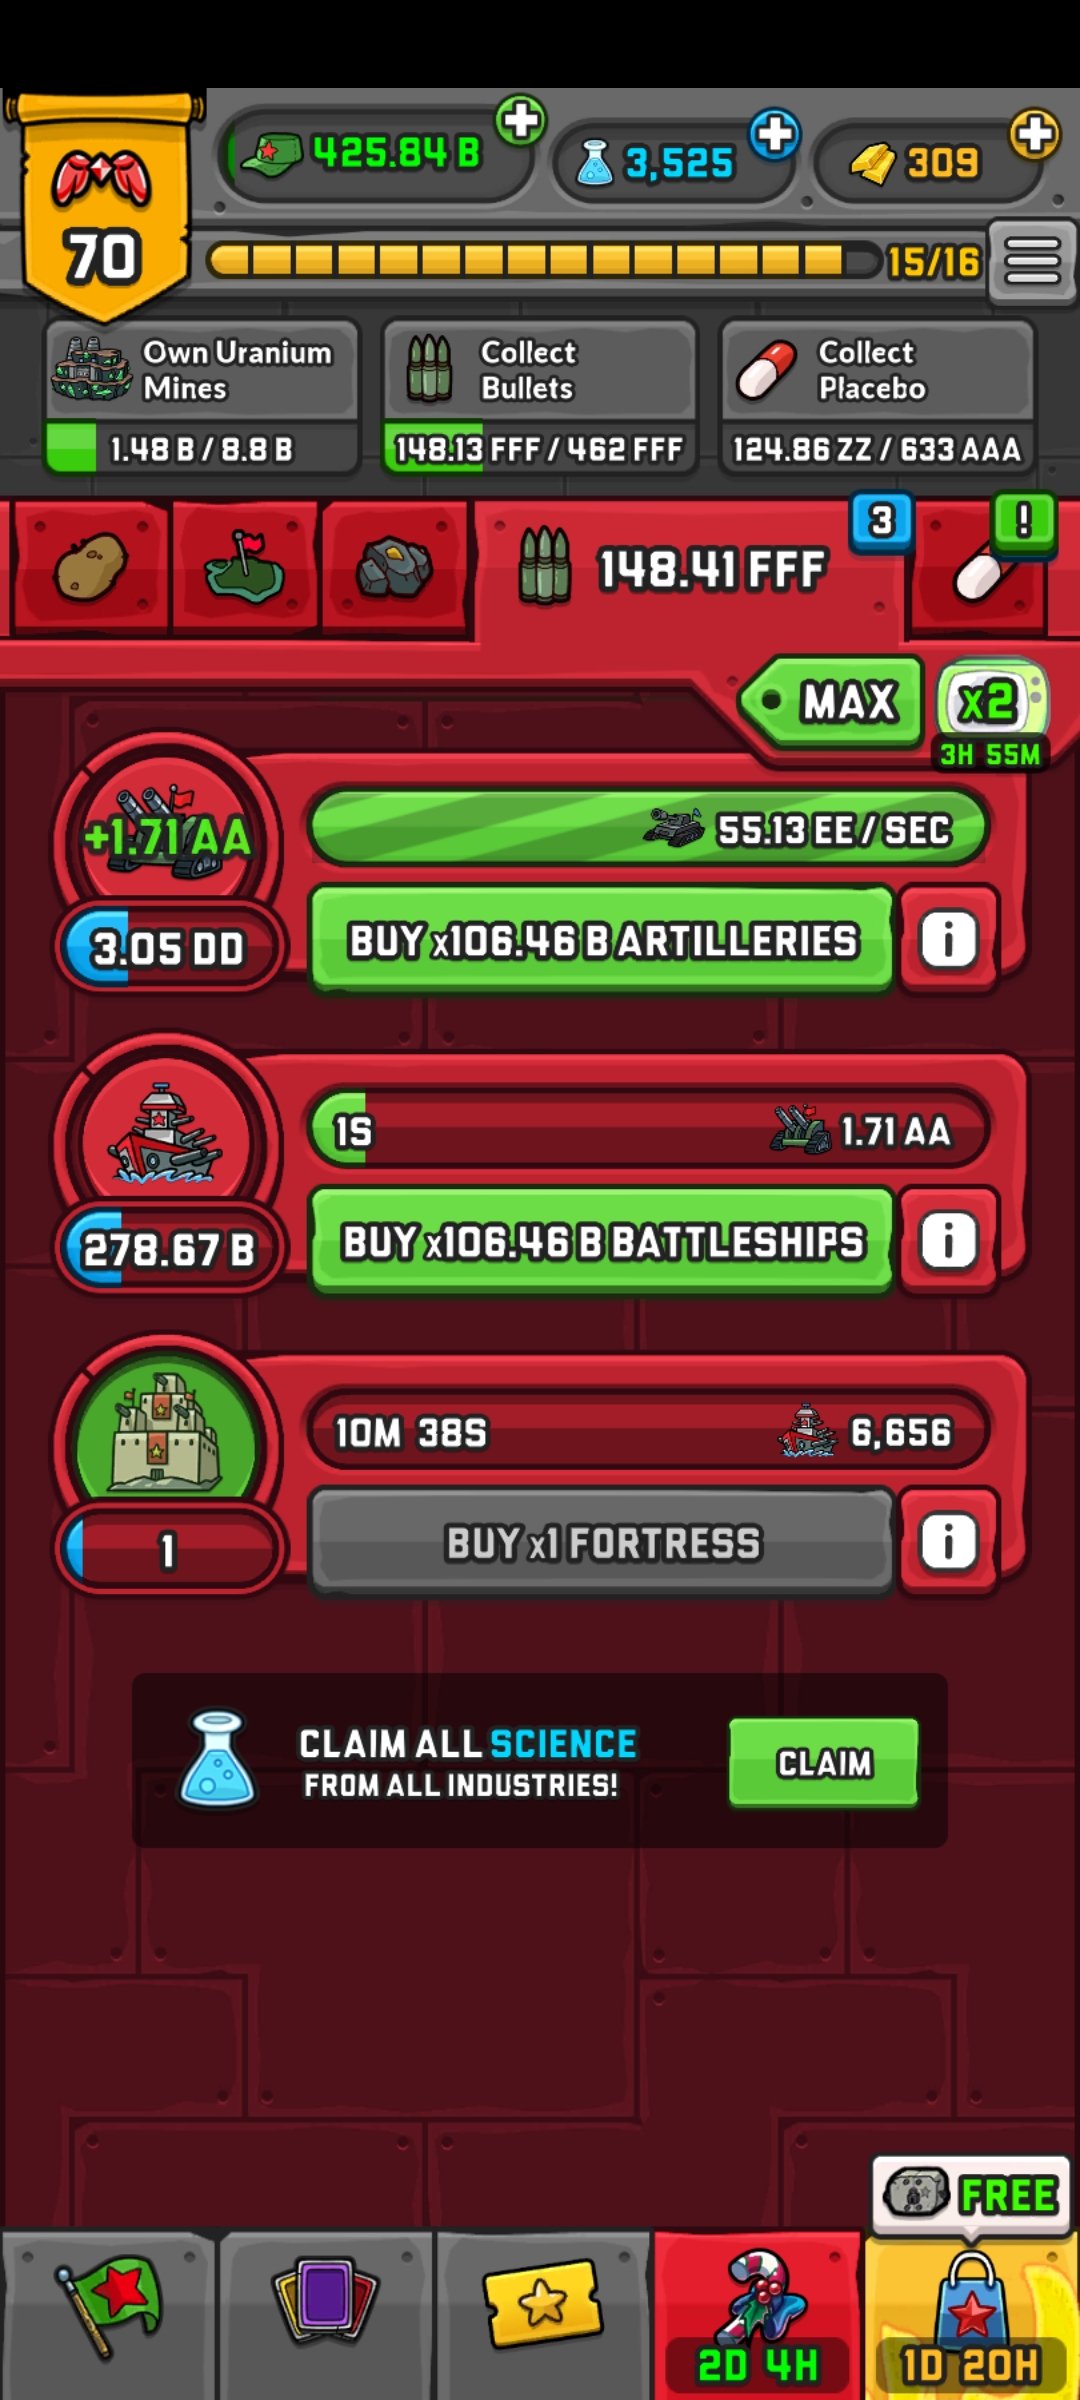 425.84 B
3,525
309
70
15/16
Own Uranium
Mines
1.48 B / 8.8 B
Collect
Bullets
148.13 FFF / 462 FFF
Collect
Placebo
124.86 ZZ / 633 AAA
148.41 FFF
3
!
MAX
x2
3H 55M
+1.71 AA
55.13 EE / SEC
3.05 DD
BUY x106.46 B ARTILLERIES
i
1S
1.71 AA
278.67 B
BUY x106.46 B BATTLESHIPS
i
10M 38S
6,656
1
BUY x1 FORTRESS
i
CLAIM ALL SCIENCE
FROM ALL INDUSTRIES!
CLAIM
FREE
2D 4H
1D 20H